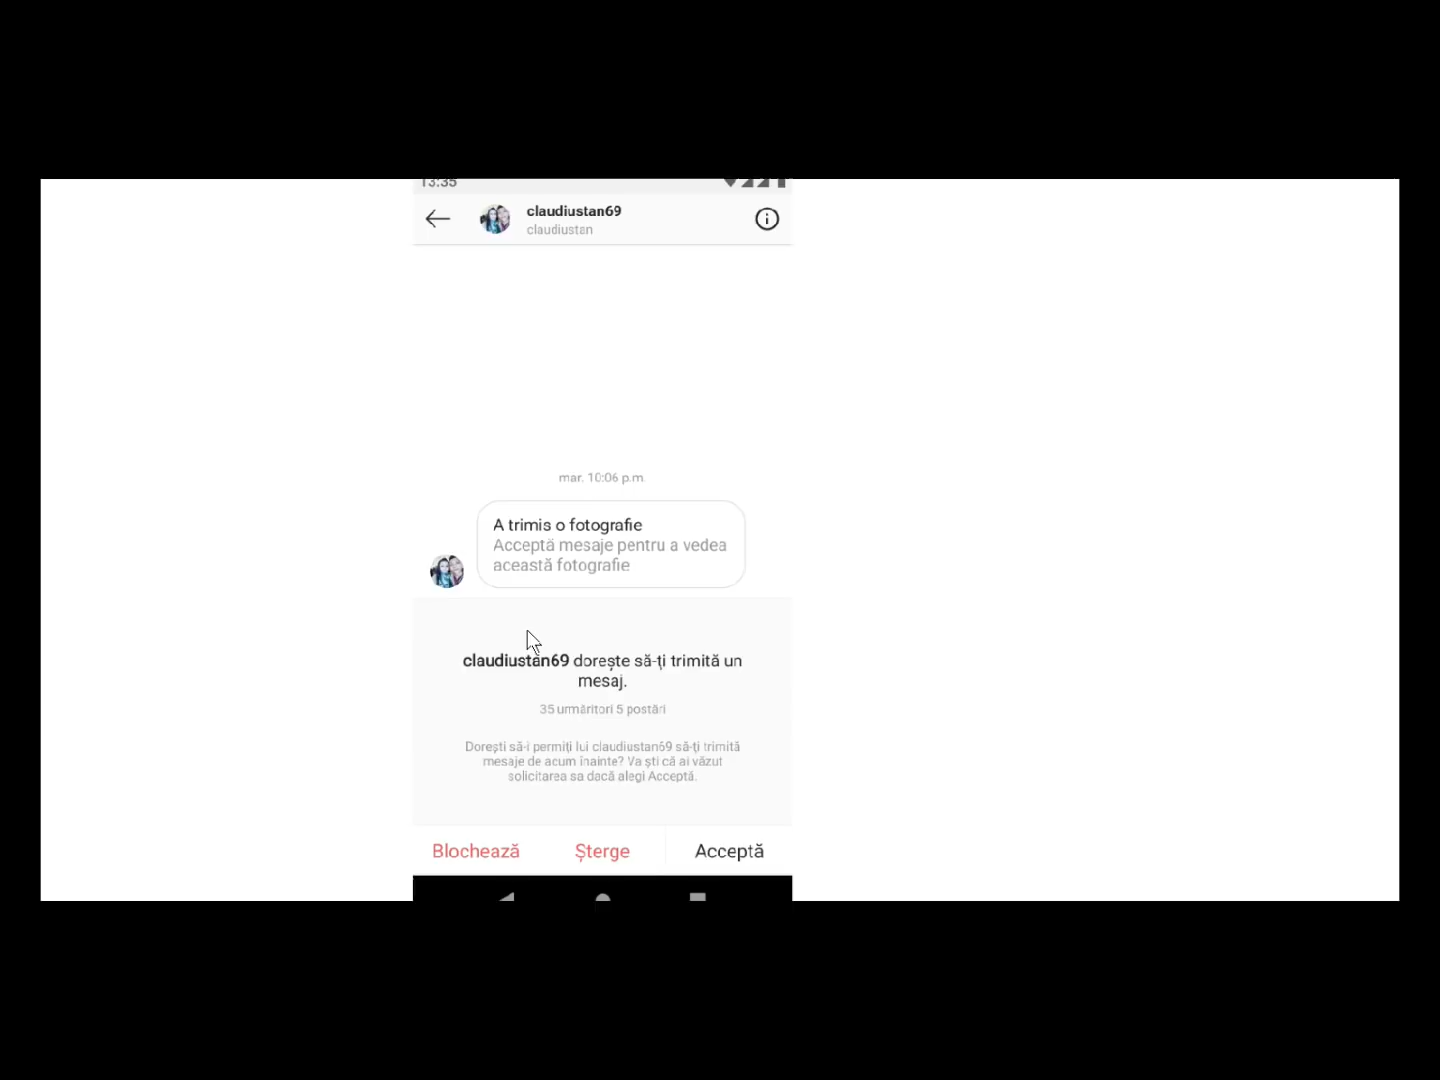 13:35
claudiustan69
claudiustan
mar. 10:06 p.m.
A trimis o fotografie
Acceptă mesaje pentru a vedea
această fotografie
claudiustan69 dorește să-ți trimită un
mesaj.
35 urmăritori 5 postări
Dorești să-i permiți lui claudiustan69 să-ți trimită
mesaje de acum înainte? Va ști că ai văzut
solicitarea sa dacă alegi Acceptă.
Blochează Șterge Acceptă